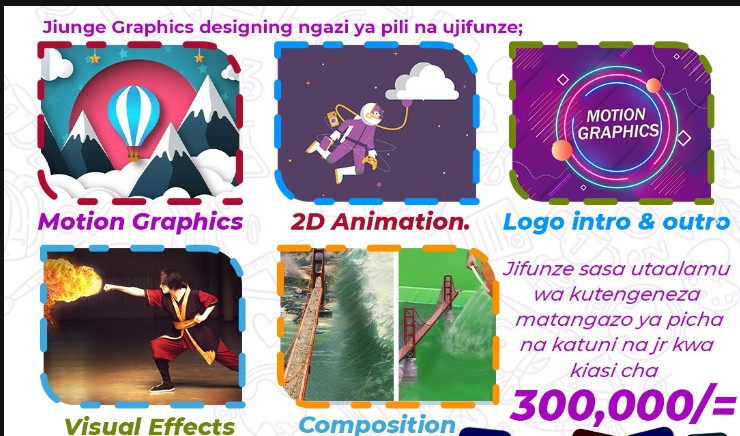 Jiunge Graphics designing ngazi ya pili na ujifunze;
MOTION
GRAPHICS
Motion Graphics
2D Animation.
Logo intro & outro
Jifunze sasa utaalamu
wa kutengeneza
matangazo ya picha
na katuni na jr kwa
kiasi cha
300,000/=
Visual Effects
Composition